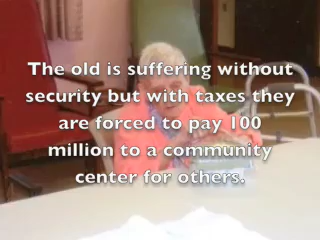 The old is suffering without
security but with taxes they
are forced to pay 100
million to a community
center for others.